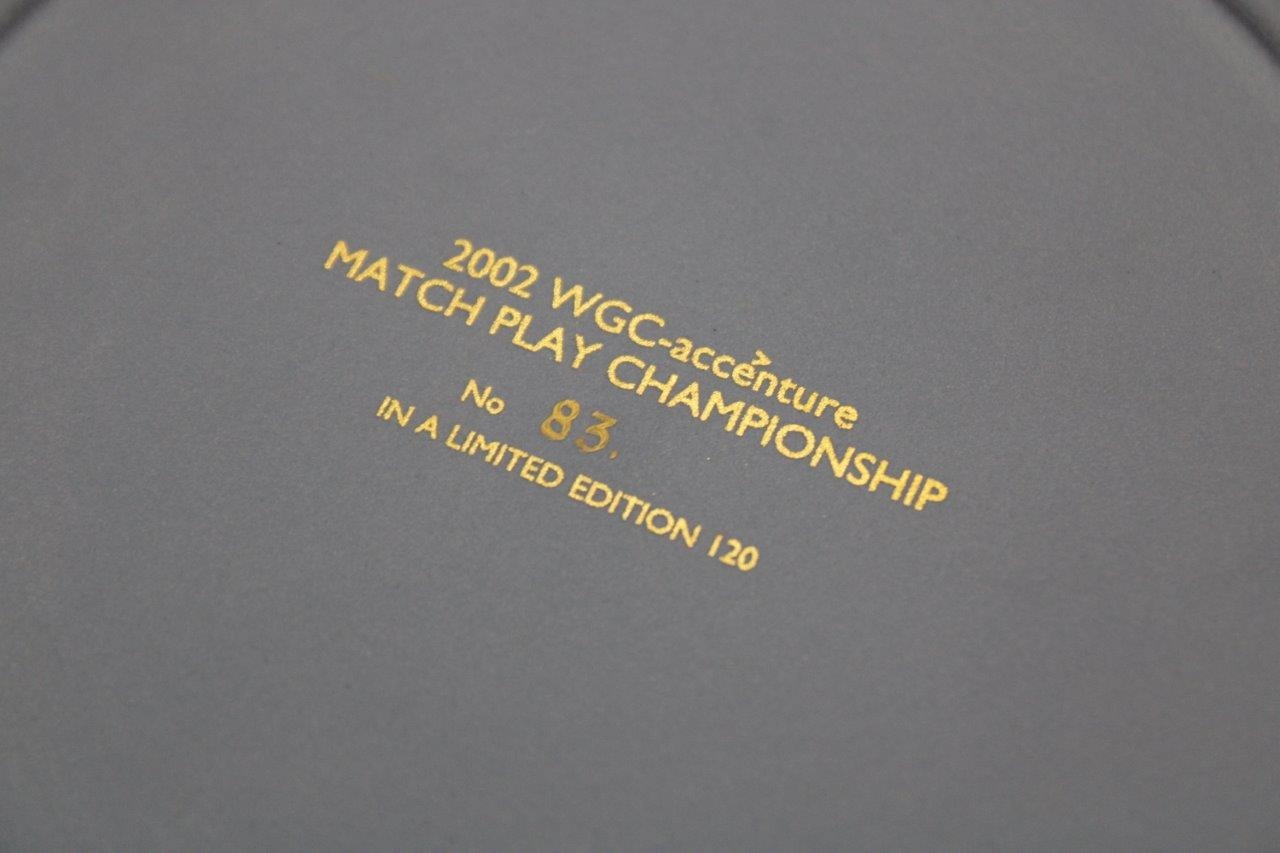 2002 WGC-accenture
MATCH PLAY CHAMPIONSHIP
No 83.
IN A LIMITED EDITION 120